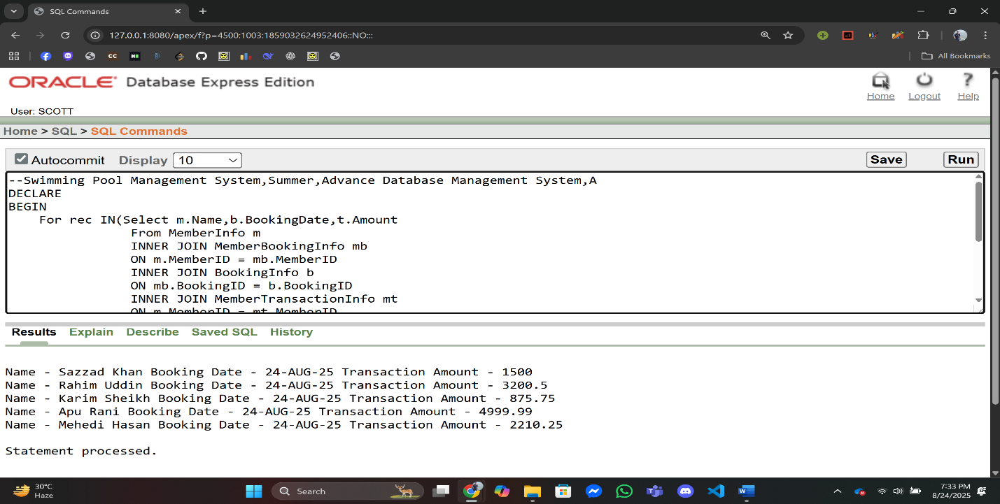 SQL Commands
127.0.0.1:8080/apex/f?p=4500:1003:1859032624952406::NO:::
All Bookmarks
ORACLE Database Express Edition
Home Logout Help
User: SCOTT
Home > SQL > SQL Commands
Autocommit Display 10 Save Run
--Swimming Pool Management System,Summer,Advance Database Management System,A
DECLARE
BEGIN
For rec IN(Select m.Name,b.BookingDate,t.Amount
From MemberInfo m
INNER JOIN MemberBookingInfo mb
ON m.MemberID = mb.MemberID
INNER JOIN BookingInfo b
ON mb.BookingID = b.BookingID
INNER JOIN MemberTransactionInfo mt
ON m.MemberID = mt.MemberID
Results Explain Describe Saved SQL History
Name - Sazzad Khan Booking Date - 24-AUG-25 Transaction Amount - 1500
Name - Rahim Uddin Booking Date - 24-AUG-25 Transaction Amount - 3200.5
Name - Karim Sheikh Booking Date - 24-AUG-25 Transaction Amount - 875.75
Name - Apu Rani Booking Date - 24-AUG-25 Transaction Amount - 4999.99
Name - Mehedi Hasan Booking Date - 24-AUG-25 Transaction Amount - 2210.25
Statement processed.
30°C
Haze
Search
7:33 PM
8/24/2025